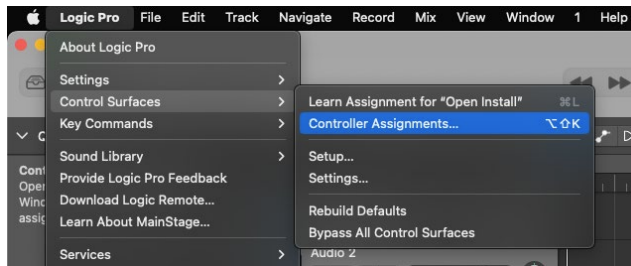 Logic Pro File Edit Track Navigate Record Mix View Window 1 Help
About Logic Pro
Settings
Control Surfaces
Key Commands
Sound Library
Provide Logic Pro Feedback
Download Logic Remote...
Learn About MainStage...
Services
Learn Assignment for “Open Install” ⌘L
Controller Assignments... ⌥⇧K
Setup...
Settings...
Rebuild Defaults
Bypass All Control Surfaces
Audio 2